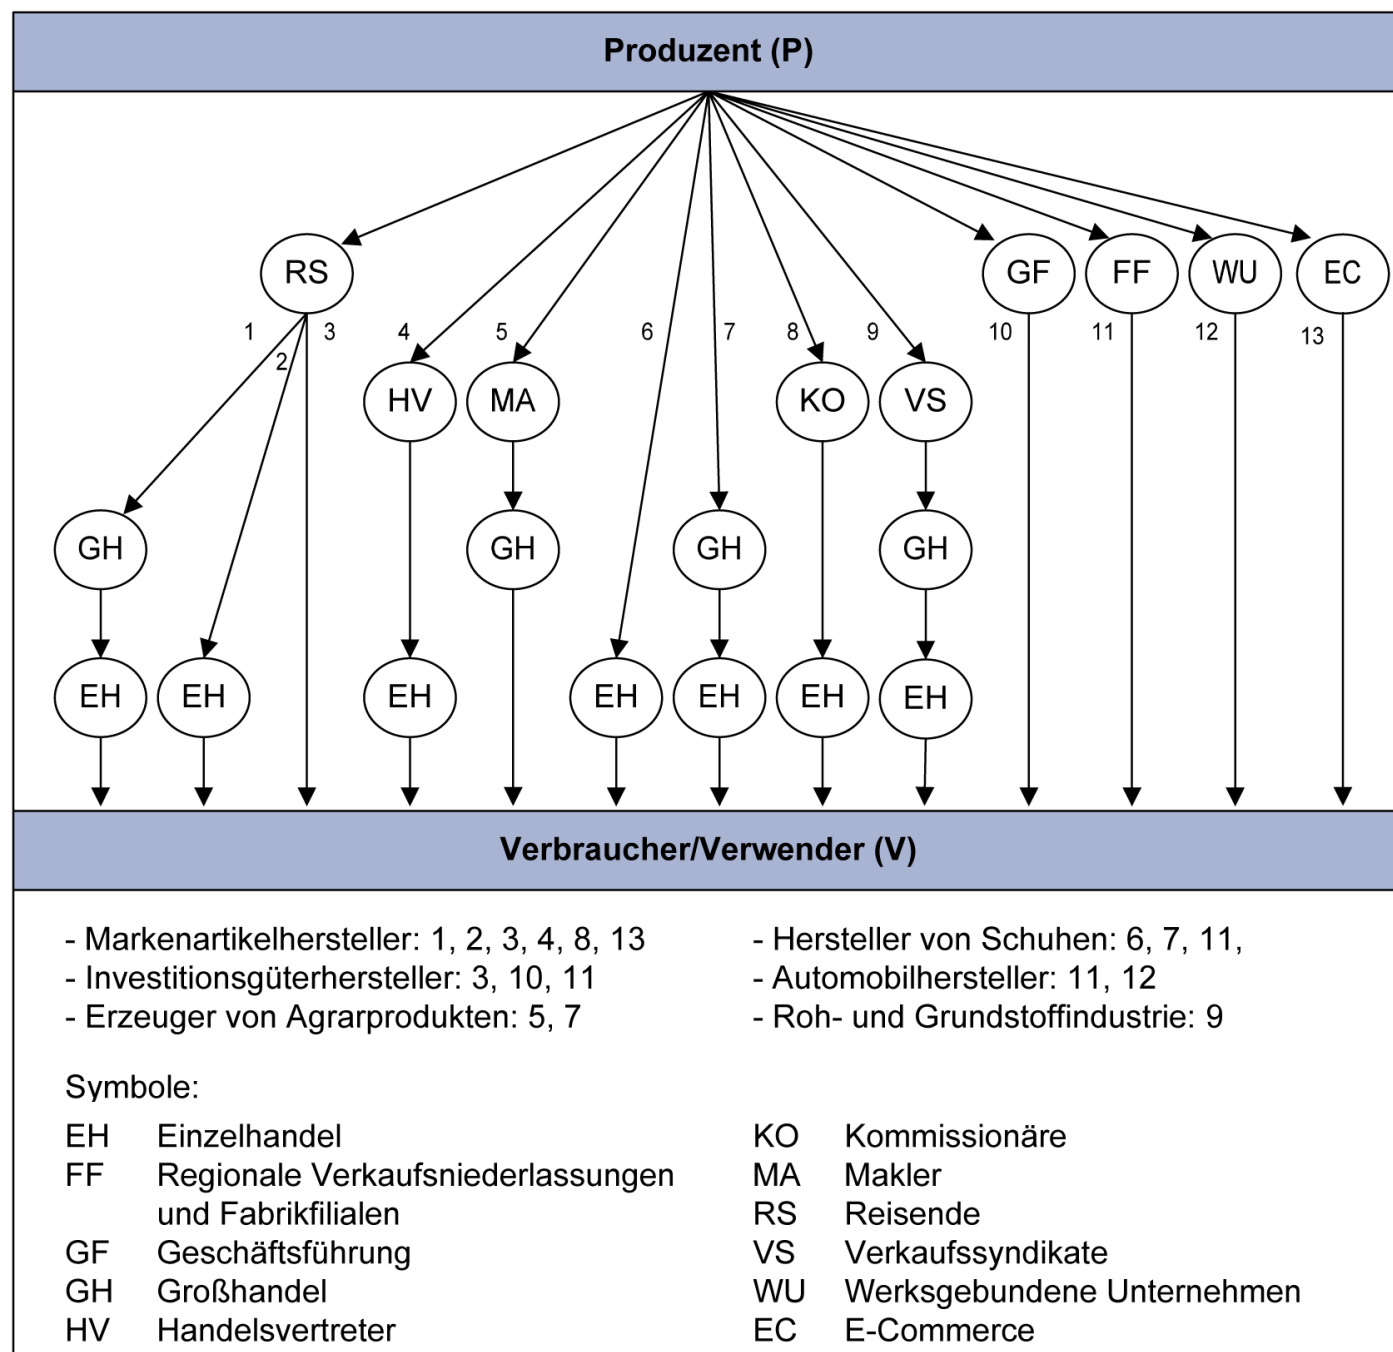 Produzent (P)
RS
GF
FF
WU
EC
1
2
3
4
5
6
7
8
9
10
11
12
13
HV
MA
KO
VS
GH
GH
GH
GH
EH
EH
EH
EH
EH
EH
EH
Verbraucher/Verwender (V)
- Markenartikelhersteller: 1, 2, 3, 4, 8, 13
- Investitionsgüterhersteller: 3, 10, 11
- Erzeuger von Agrarprodukten: 5, 7
- Hersteller von Schuhen: 6, 7, 11,
- Automobilhersteller: 11, 12
- Roh- und Grundstoffindustrie: 9
Symbole:
EH Einzelhandel
FF Regionale Verkaufsniederlassungen
und Fabrikfilialen
GF Geschäftsführung
GH Großhandel
HV Handelsvertreter
KO Kommissionäre
MA Makler
RS Reisende
VS Verkaufssyndikate
WU Werksgebundene Unternehmen
EC E-Commerce